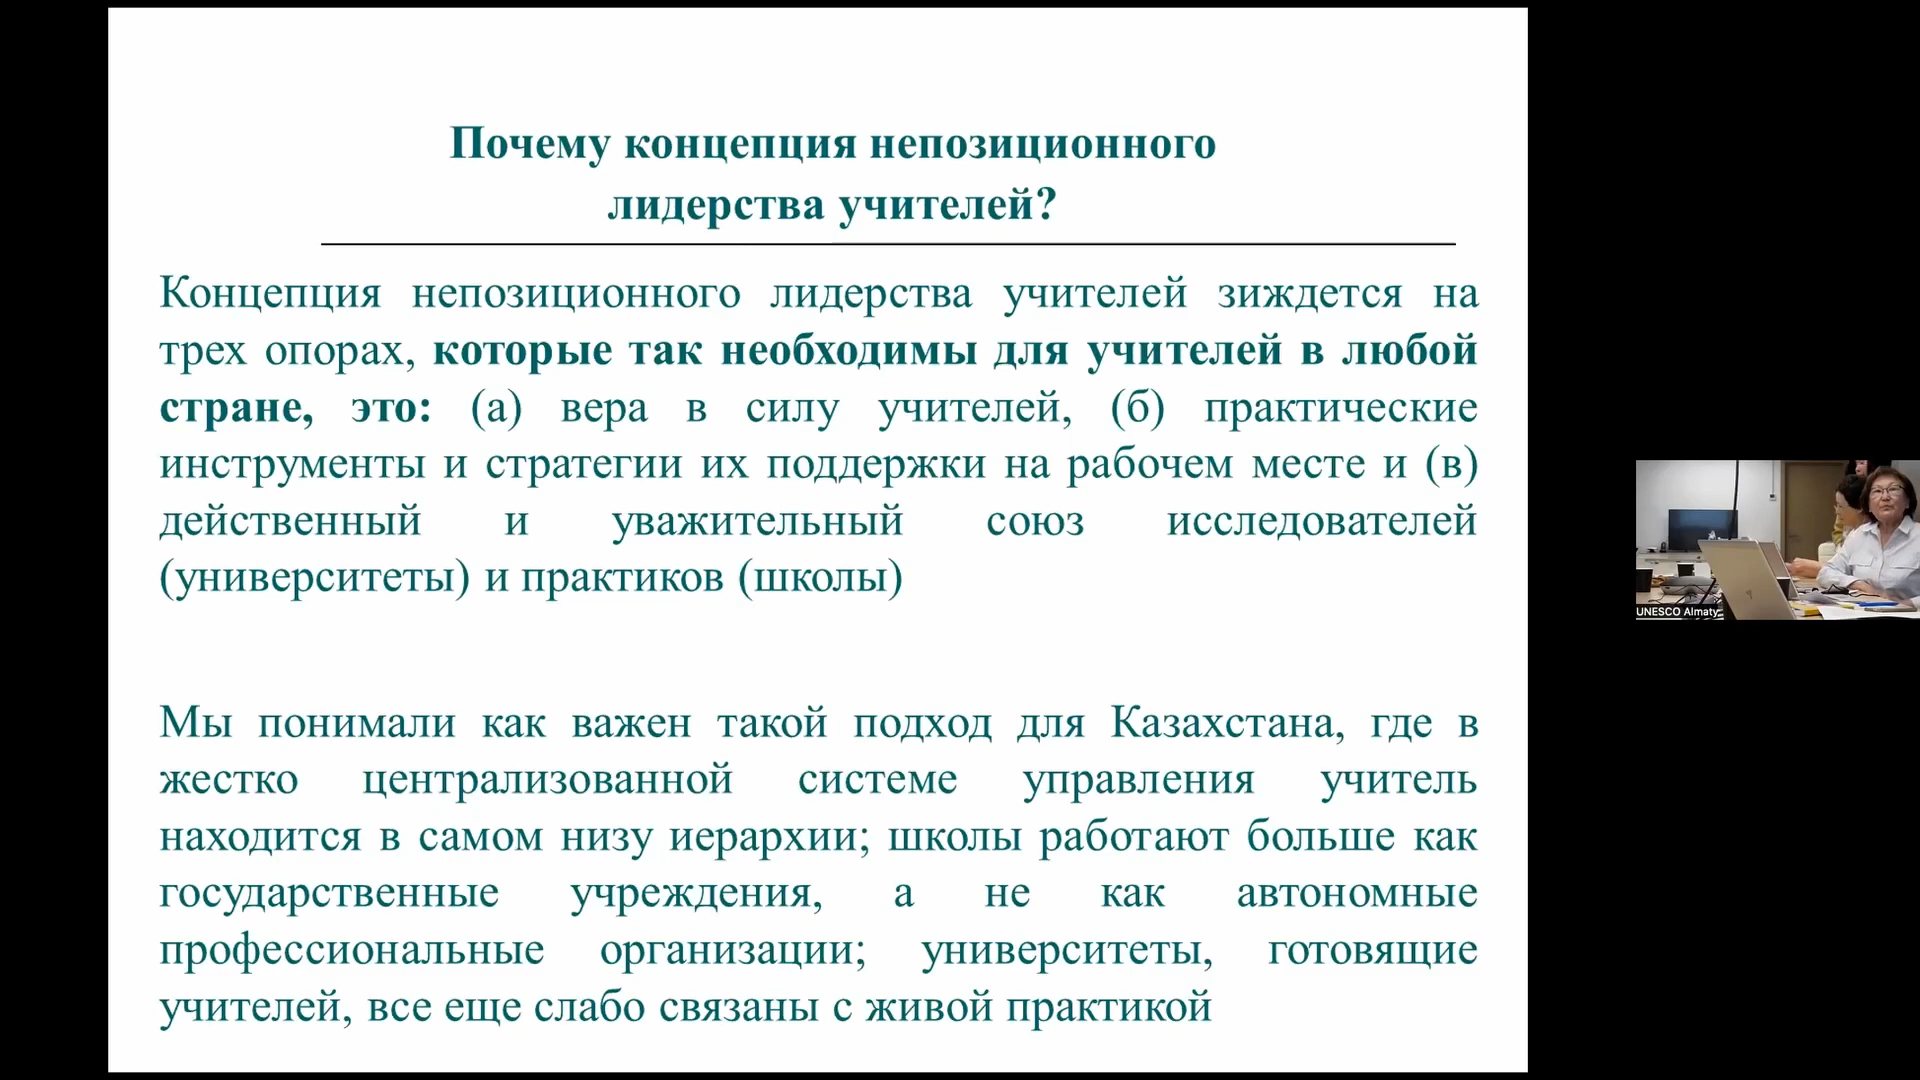 Почему концепция непозиционного
лидерства учителей?
Концепция непозиционного лидерства учителей зиждется на
трех опорах, которые так необходимы для учителей в любой
стране, это: (а) вера в силу учителей, (б) практические
инструменты и стратегии их поддержки на рабочем месте и (в)
действенный и уважительный союз исследователей
(университеты) и практиков (школы)
Мы понимали как важен такой подход для Казахстана, где в
жестко централизованной системе управления учитель
находится в самом низу иерархии; школы работают больше как
государственные учреждения, а не как автономные
профессиональные организации; университеты, готовящие
учителей, все еще слабо связаны с живой практикой
UNESCO Almaty